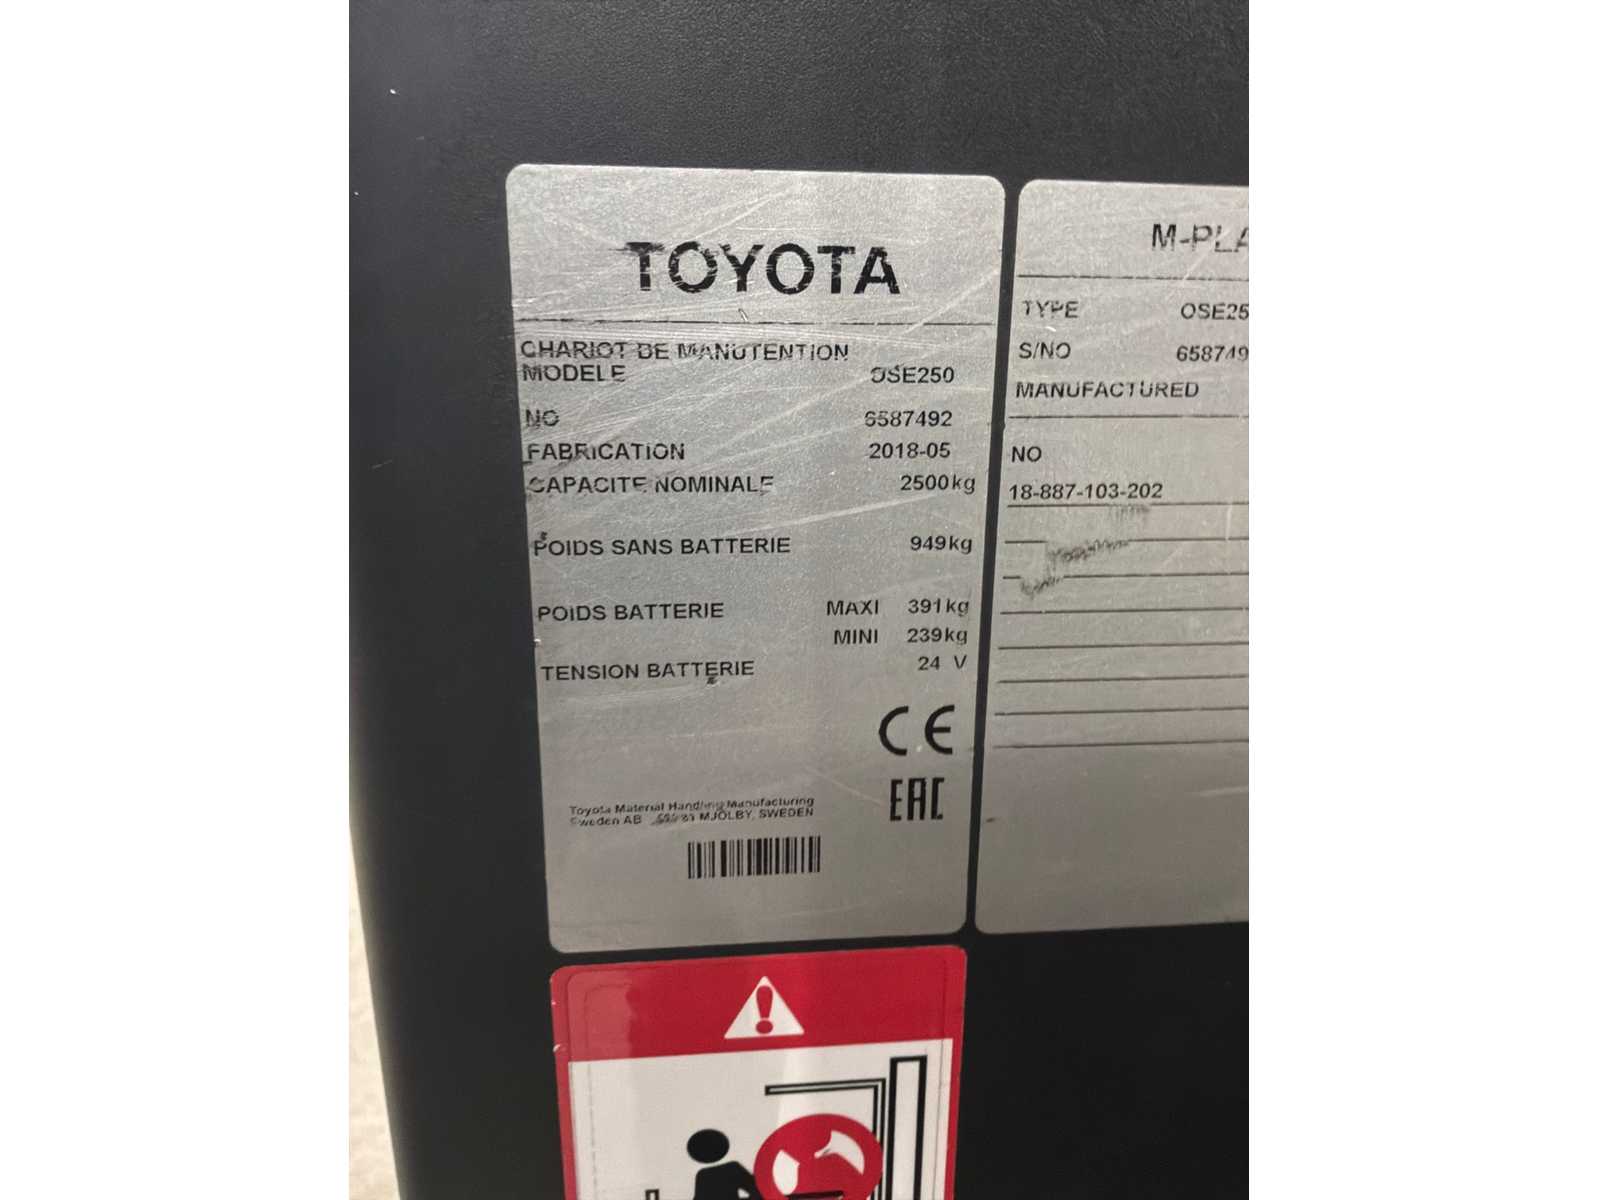 TOYOTA
CHARIOT DE MANUTENTION
MODELE OSE250
NO 6587492
FABRICATION 2018-05
CAPACITE NOMINALE 2500kg
POIDS SANS BATTERIE 949kg
POIDS BATTERIE MAXI 391kg
MINI 239kg
TENSION BATTERIE 24 V
CE
EAC
Toyota Material Handling Manufacturing
Sweden AB MJÖLBY, SWEDEN
M-PLA
TYPE OSE25
S/NO 658749
MANUFACTURED
NO
18-887-103-202